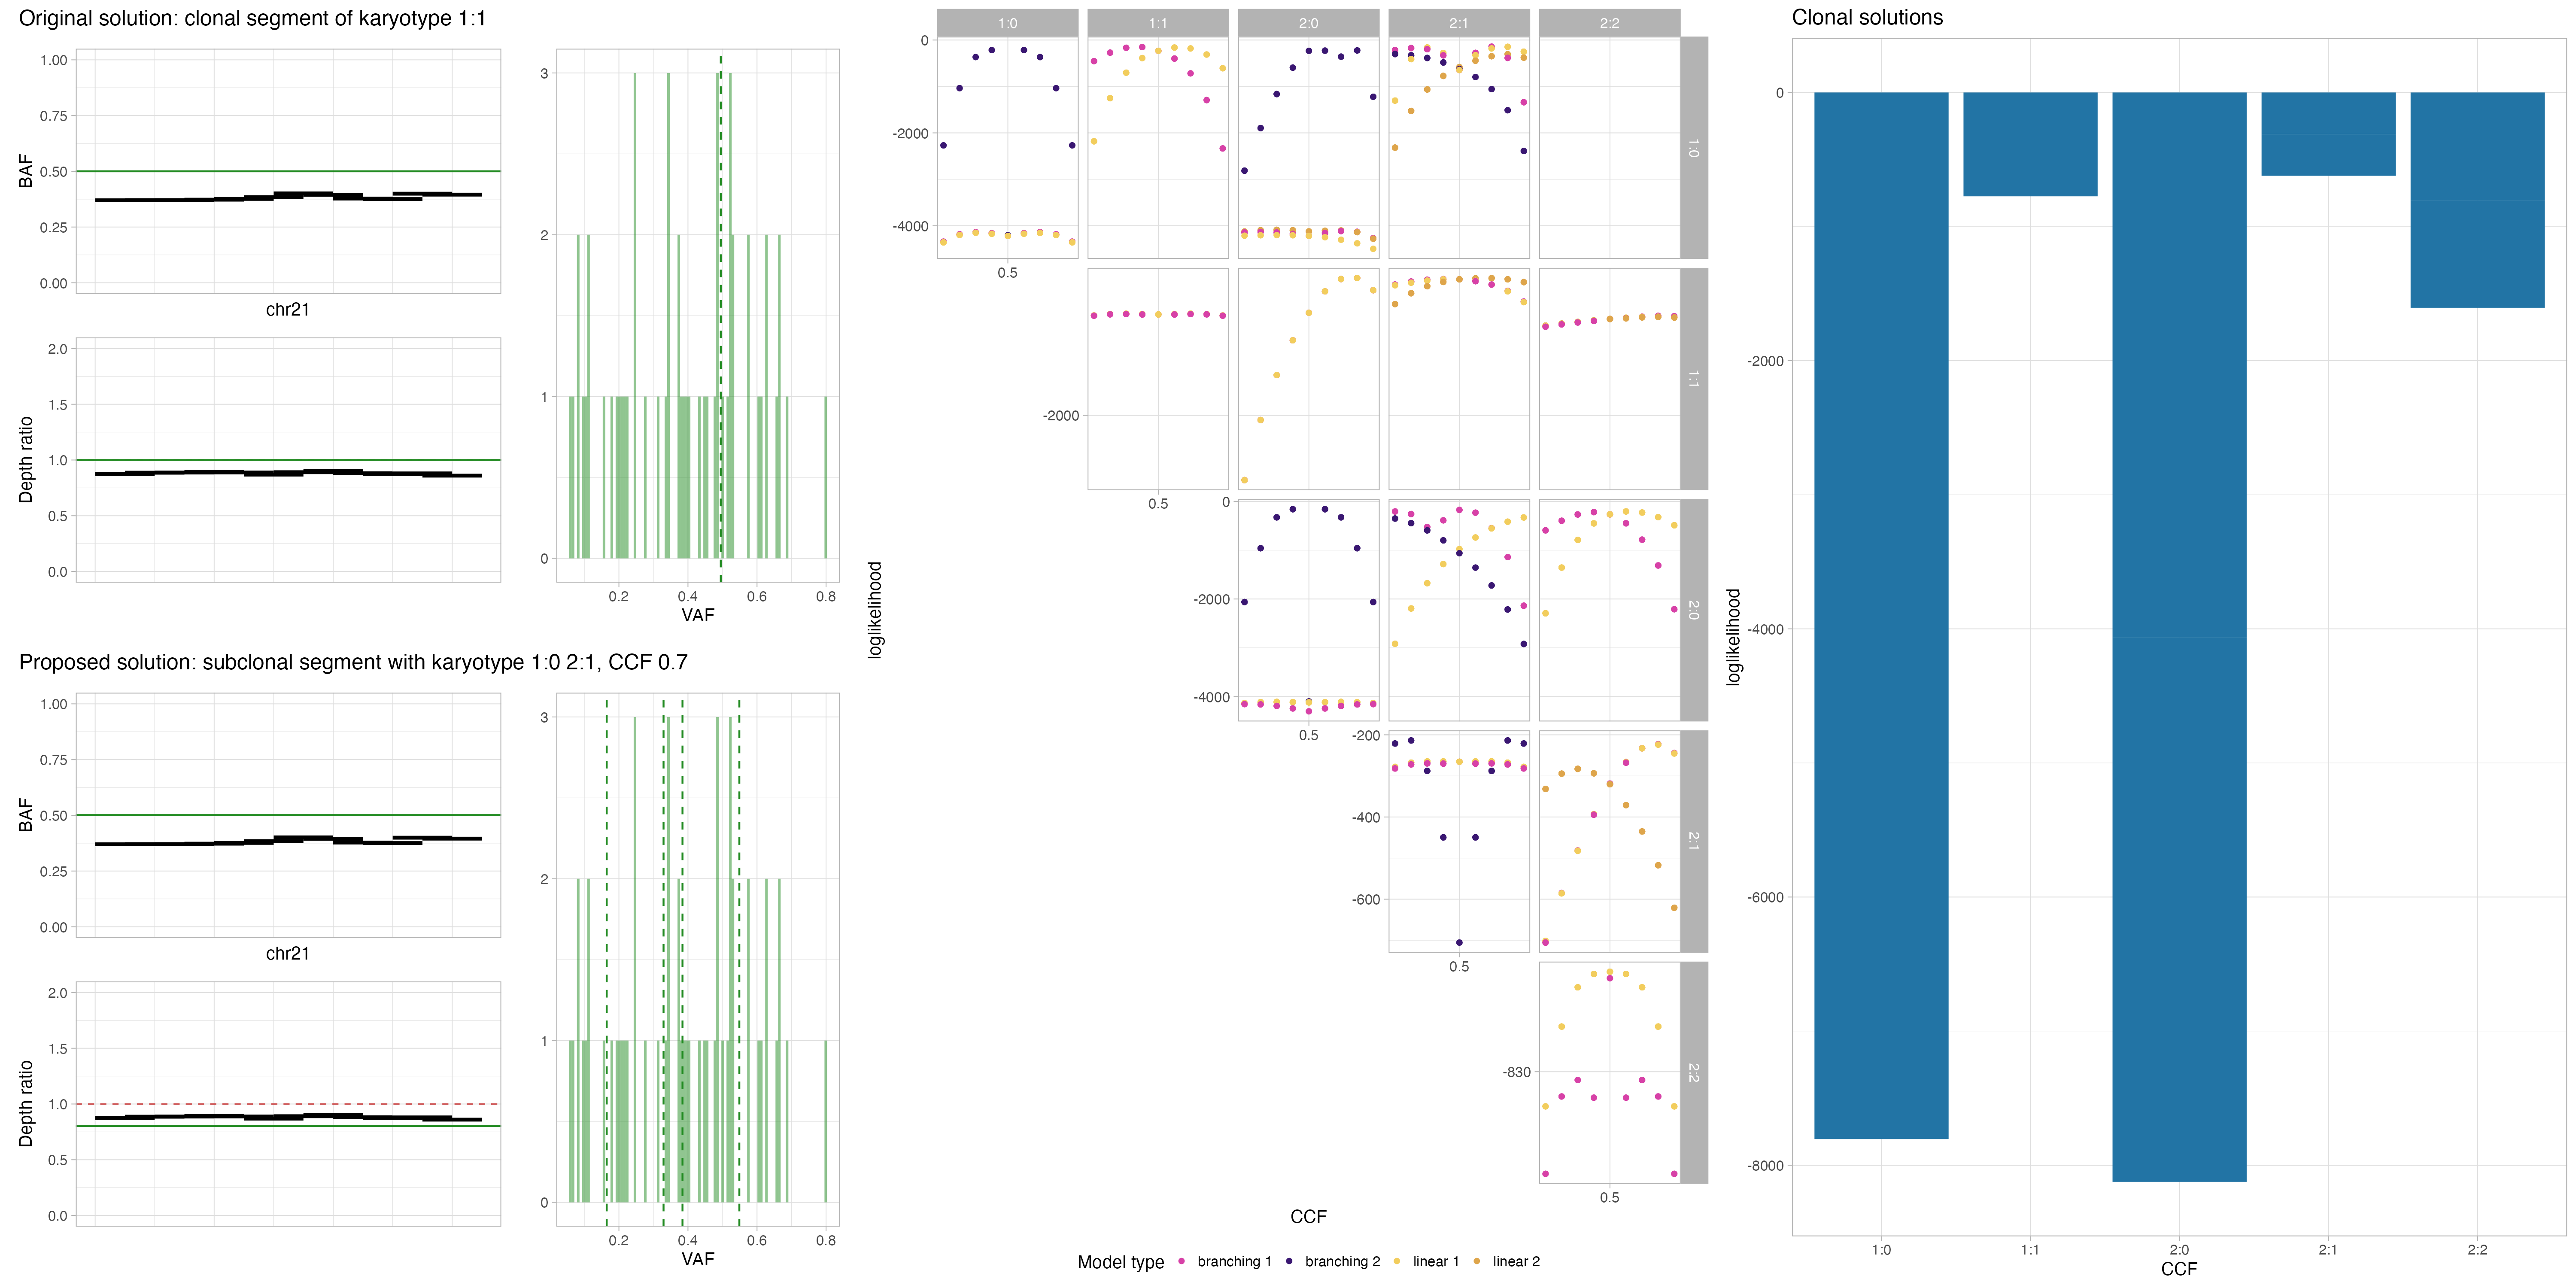 Original solution: clonal segment of karyotype 1:1
BAF
1.00
0.75
0.50
0.25
0.00
chr21
Depth ratio
2.0
1.5
1.0
0.5
0.0
3
2
1
0
0.2 0.4 0.6 0.8
VAF
Proposed solution: subclonal segment with karyotype 1:0 2:1, CCF 0.7
BAF
1.00
0.75
0.50
0.25
0.00
chr21
Depth ratio
2.0
1.5
1.0
0.5
0.0
3
2
1
0
0.2 0.4 0.6 0.8
VAF
loglikelihood
1:0 1:1 2:0 2:1 2:2
0
-2000
-4000
1:0
0.5
-2000
1:1
0.5
0
-2000
-4000
2:0
0.5
-200
-400
-600
2:1
0.5
-830
2:2
0.5
CCF
Model type branching 1 branching 2 linear 1 linear 2
Clonal solutions
loglikelihood
0
-2000
-4000
-6000
-8000
1:0 1:1 2:0 2:1 2:2
CCF